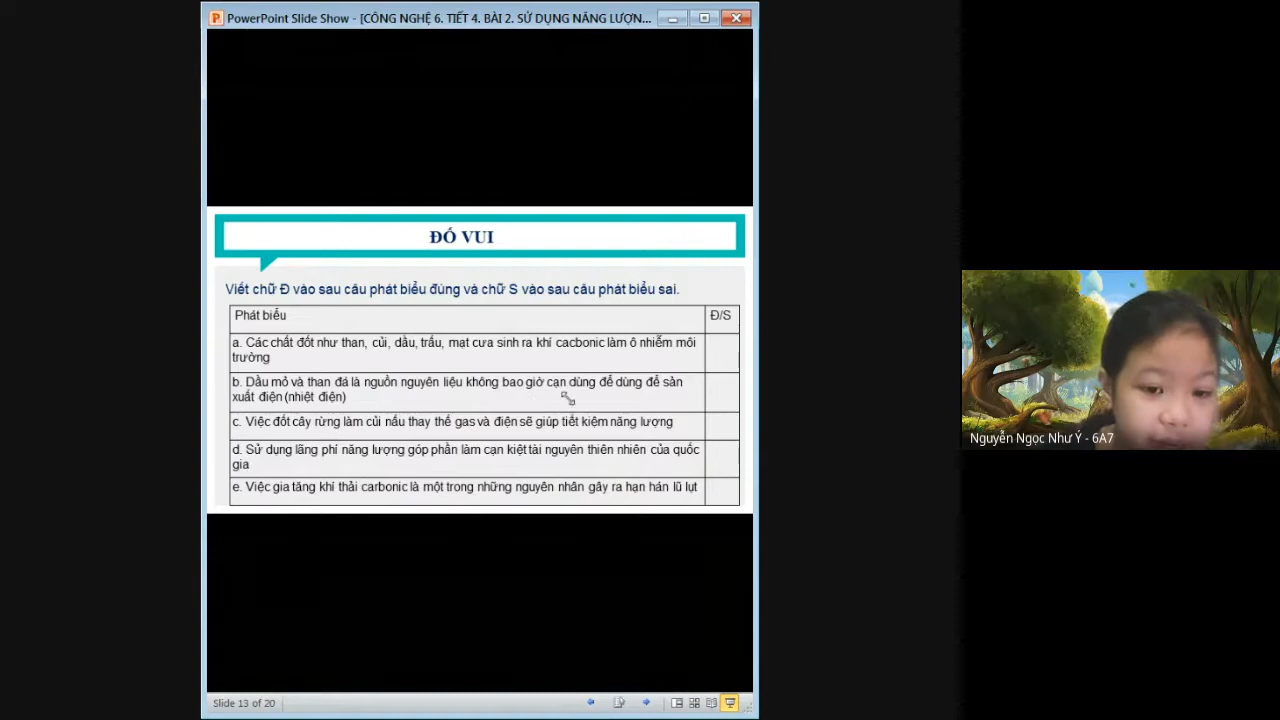 PowerPoint Slide Show - [CÔNG NGHỆ 6. TIẾT 4. BÀI 2. SỬ DỤNG NĂNG LƯỢN...
ĐỐ VUI
Viết chữ Đ vào sau câu phát biểu đúng và chữ S vào sau câu phát biểu sai.
Phát biểu Đ/S
a. Các chất đốt như than, củi, dầu, trấu, mạt cưa sinh ra khí cacbonic làm ô nhiễm môi
trường
b. Dầu mỏ và than đá là nguồn nguyên liệu không bao giờ cạn dùng để dùng để sản
xuất điện (nhiệt điện)
c. Việc đốt cây rừng làm củi nấu thay thế gas và điện sẽ giúp tiết kiệm năng lượng
d. Sử dụng lãng phí năng lượng góp phần làm cạn kiệt tài nguyên thiên nhiên của quốc
gia
e. Việc gia tăng khí thải carbonic là một trong những nguyên nhân gây ra hạn hán lũ lụt
Nguyễn Ngọc Như Ý - 6A7
Slide 13 of 20